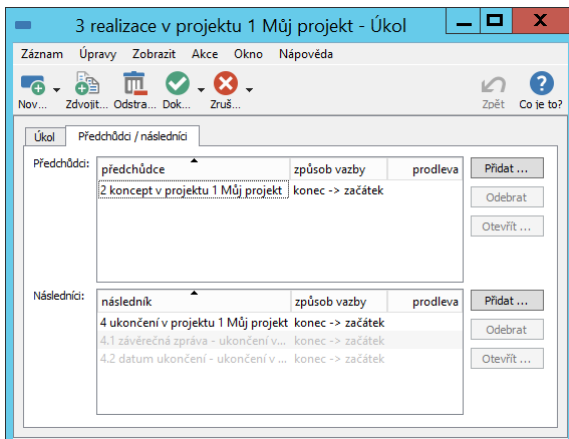 3 realizace v projektu 1 Můj projekt - Úkol
Záznam Úpravy Zobrazit Akce Okno Nápověda
Nov... Zdvojit... Odstra... Dok... Zruš... Zpět Co je to?
Úkol Předchůdci / následníci
Předchůdci: předchůdce způsob vazby prodleva Přidat ...
2 koncept v projektu 1 Můj projekt konec -> začátek Odebrat
Otevřít ...
Následníci: následník způsob vazby prodleva Přidat ...
4 ukončení v projektu 1 Můj projekt konec -> začátek
4.1 závěrečná zpráva - ukončení v... konec -> začátek Odebrat
4.2 datum ukončení - ukončení v ... konec -> začátek Otevřít ...